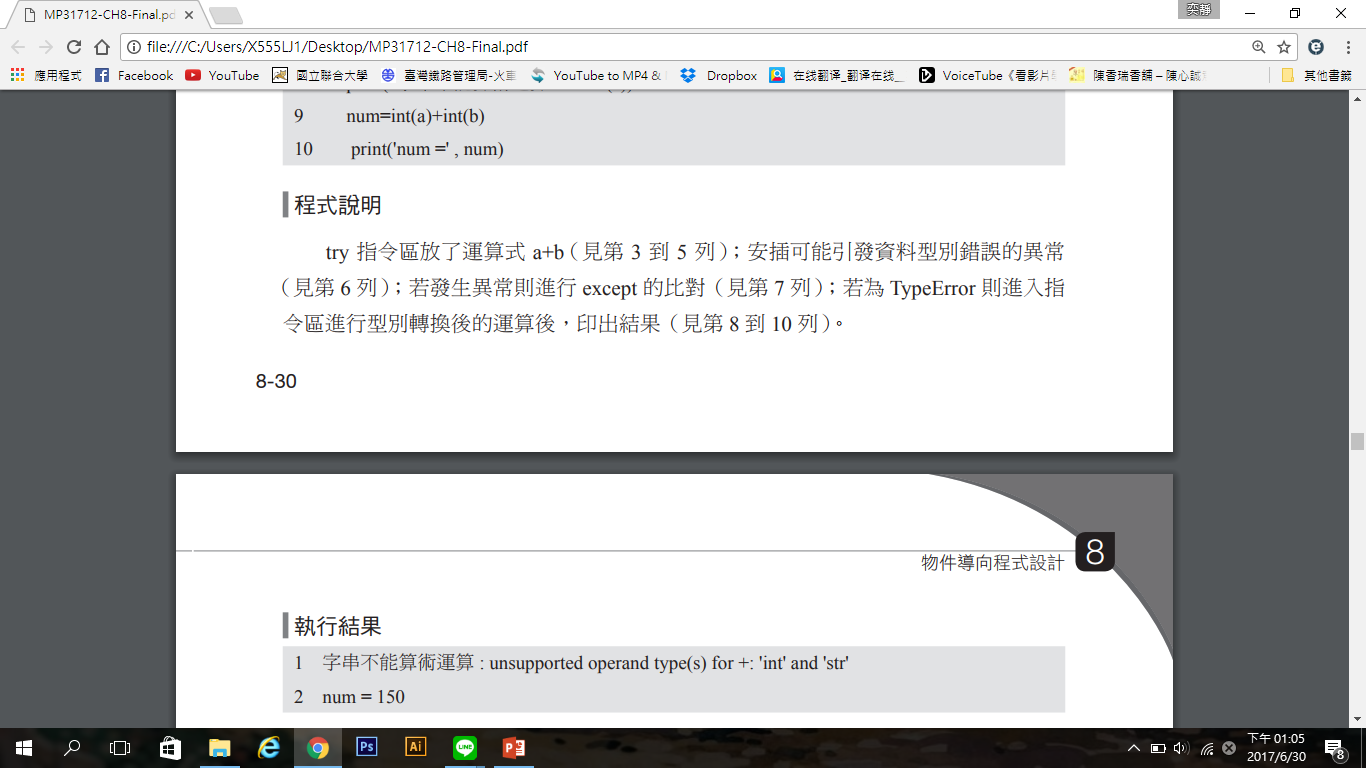 MP31712-CH8-Final.pd
奕靜
file:///C:/Users/X555LJ1/Desktop/MP31712-CH8-Final.pdf
應用程式 Facebook YouTube 國立聯合大學 臺灣鐵路管理局-火車 YouTube to MP4 & Dropbox 在线翻译_翻译在线_ VoiceTube《看影片 陳香瑞香舖 – 陳心誠 其他書籤
9 num=int(a)+int(b)
10 print('num =' , num)
程式說明
try 指令區放了運算式 a+b（見第 3 到 5 列）；安插可能引發資料型別錯誤的異常
（見第 6 列）；若發生異常則進行 except 的比對（見第 7 列）；若為 TypeError 則進入指
令區進行型別轉換後的運算後，印出結果（見第 8 到 10 列）。
8-30
物件導向程式設計 8
執行結果
1 字串不能算術運算 : unsupported operand type(s) for +: 'int' and 'str'
2 num = 150
Ps Ai LINE P
下午 01:05
2017/6/30
8